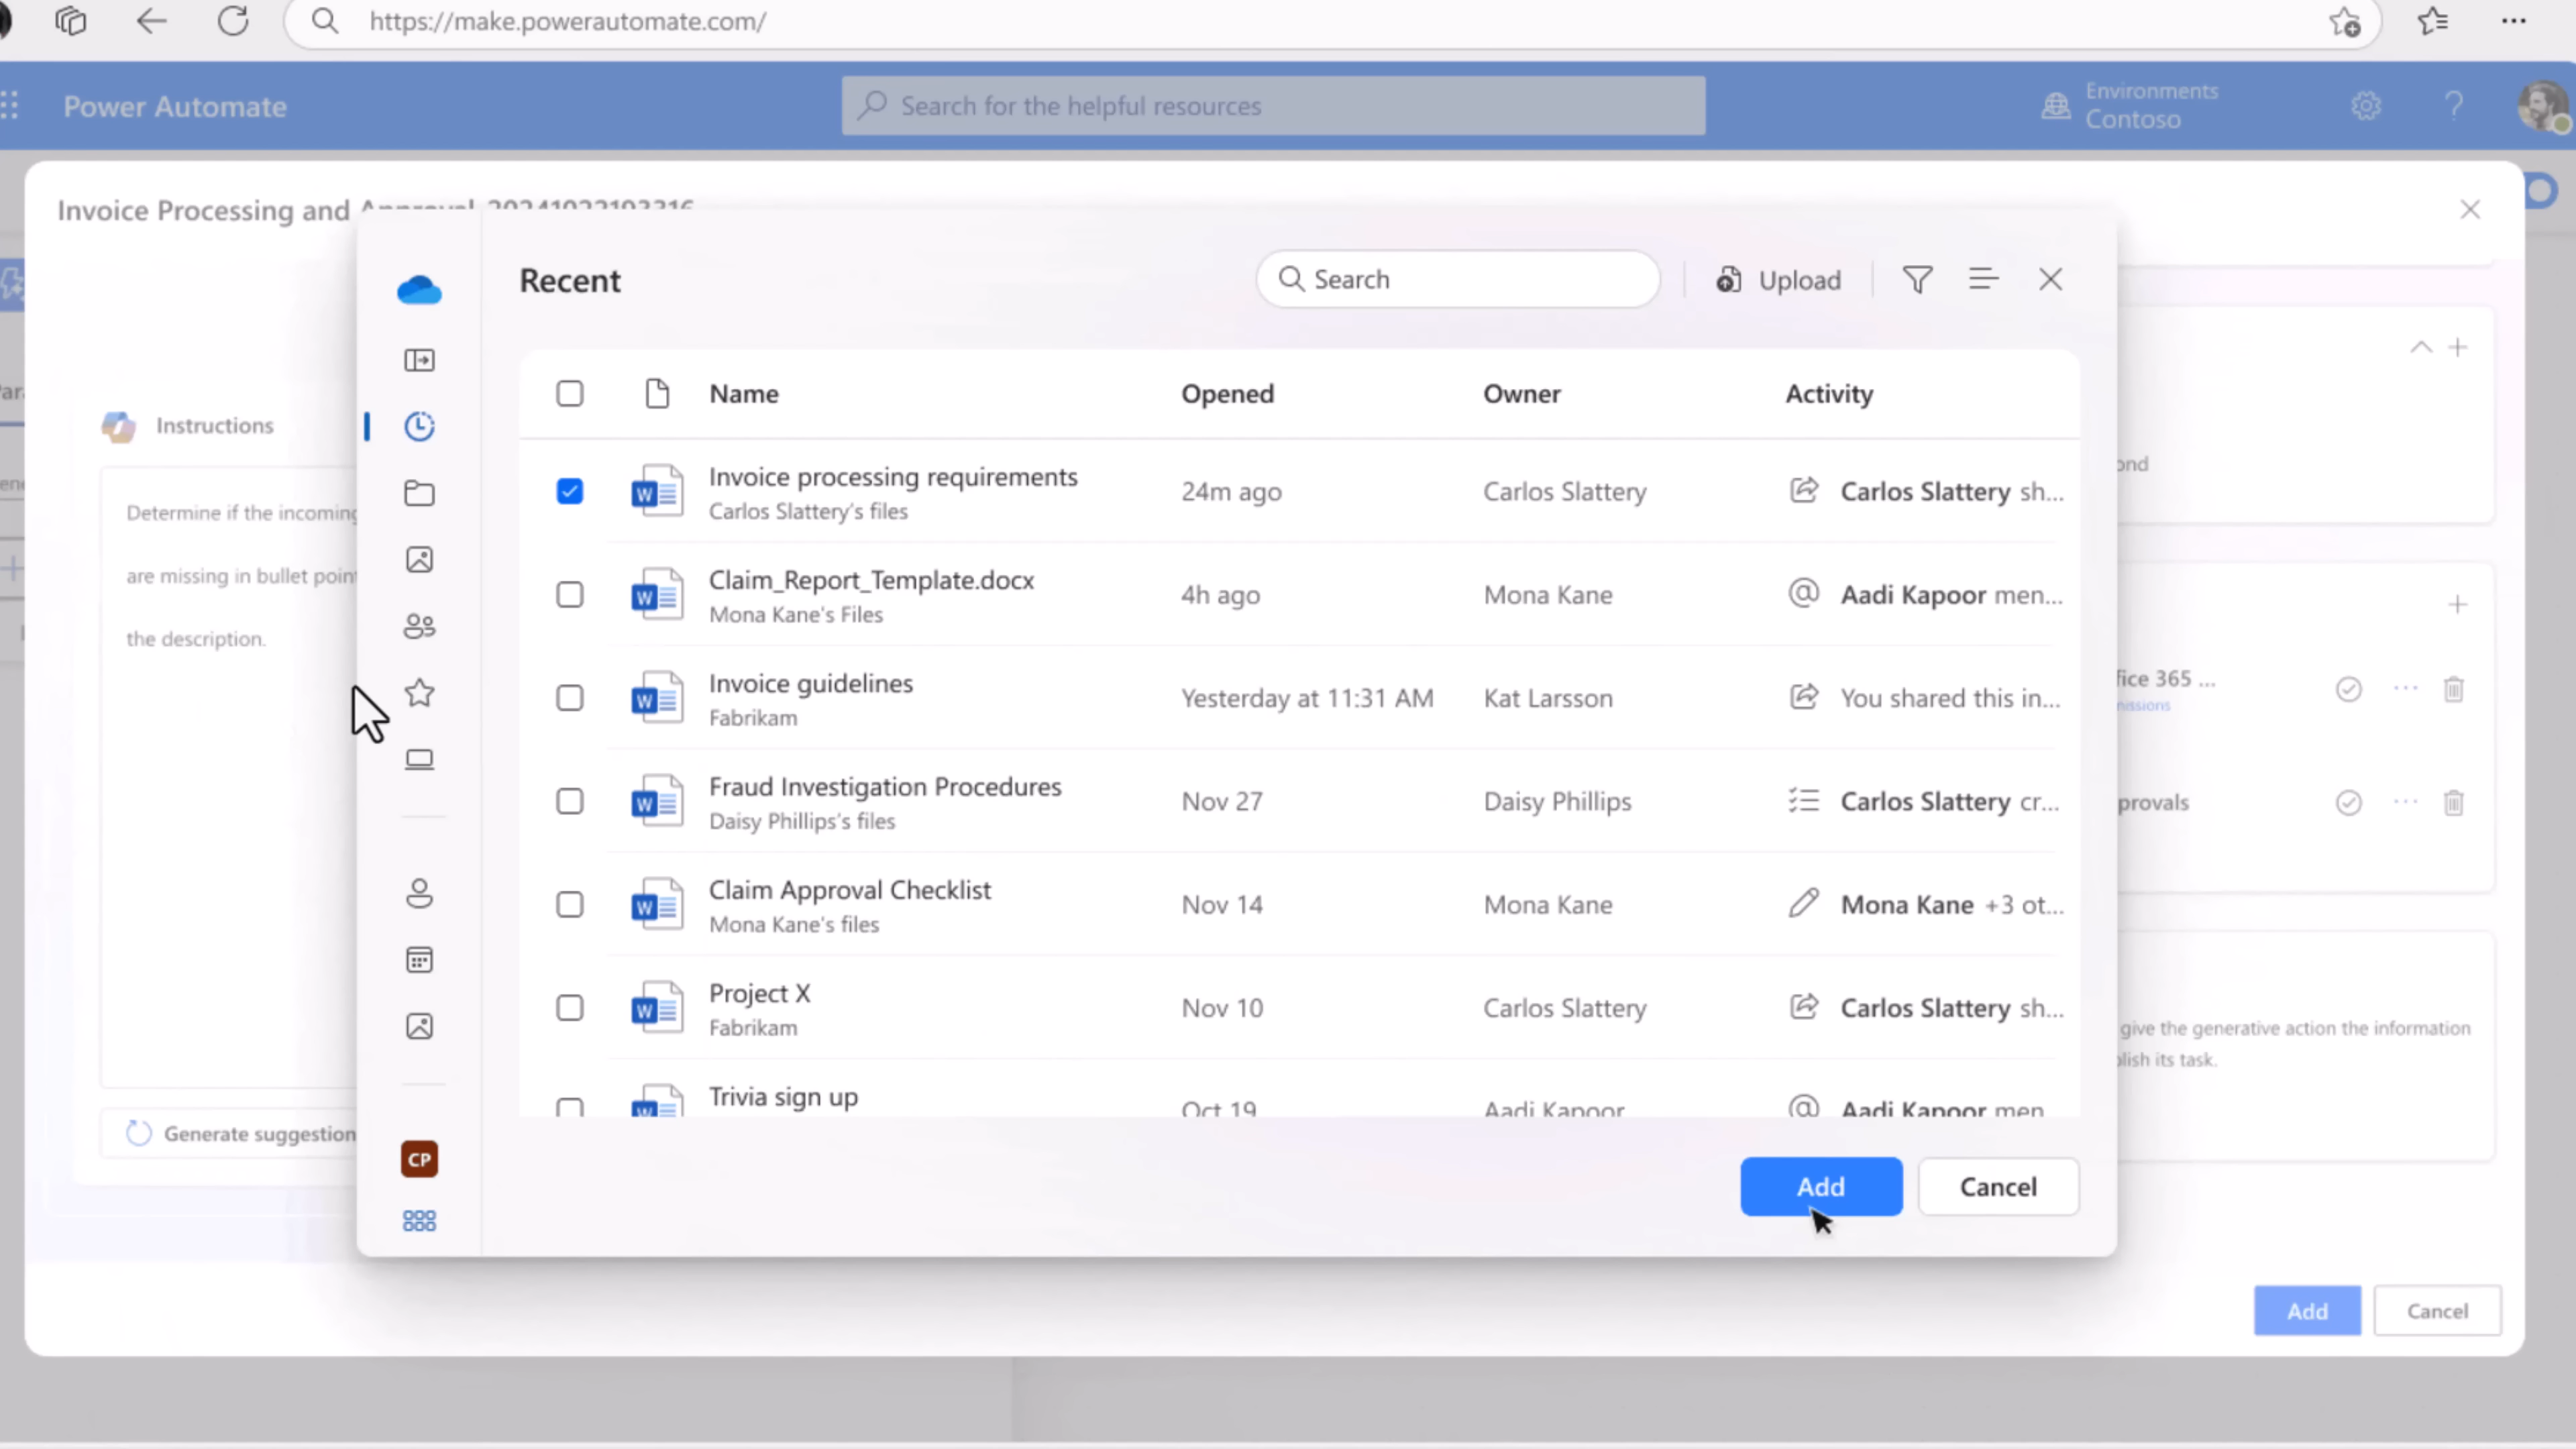 https://make.powerautomate.com/
Power Automate
Search for the helpful resources
Environments
Contoso
Invoice Processing and Approval 20241022193316
Instructions
Determine if the incoming
are missing in bullet point
the description.
Generate suggestion
Recent
Search
Upload
Name Opened Owner Activity
Invoice processing requirements
Carlos Slattery's files
24m ago
Carlos Slattery
Carlos Slattery sh...
Claim_Report_Template.docx
Mona Kane's Files
4h ago
Mona Kane
Aadi Kapoor men...
Invoice guidelines
Fabrikam
Yesterday at 11:31 AM
Kat Larsson
You shared this in...
Fraud Investigation Procedures
Daisy Phillips's files
Nov 27
Daisy Phillips
Carlos Slattery cr...
Claim Approval Checklist
Mona Kane's files
Nov 14
Mona Kane
Mona Kane +3 ot...
Project X
Fabrikam
Nov 10
Carlos Slattery
Carlos Slattery sh...
Trivia sign up
Oct 19
Aadi Kapoor
Aadi Kapoor men
CP
Add
Cancel
ond
fice 365 ...
missions
provals
give the generative action the information
lish its task.
Add
Cancel